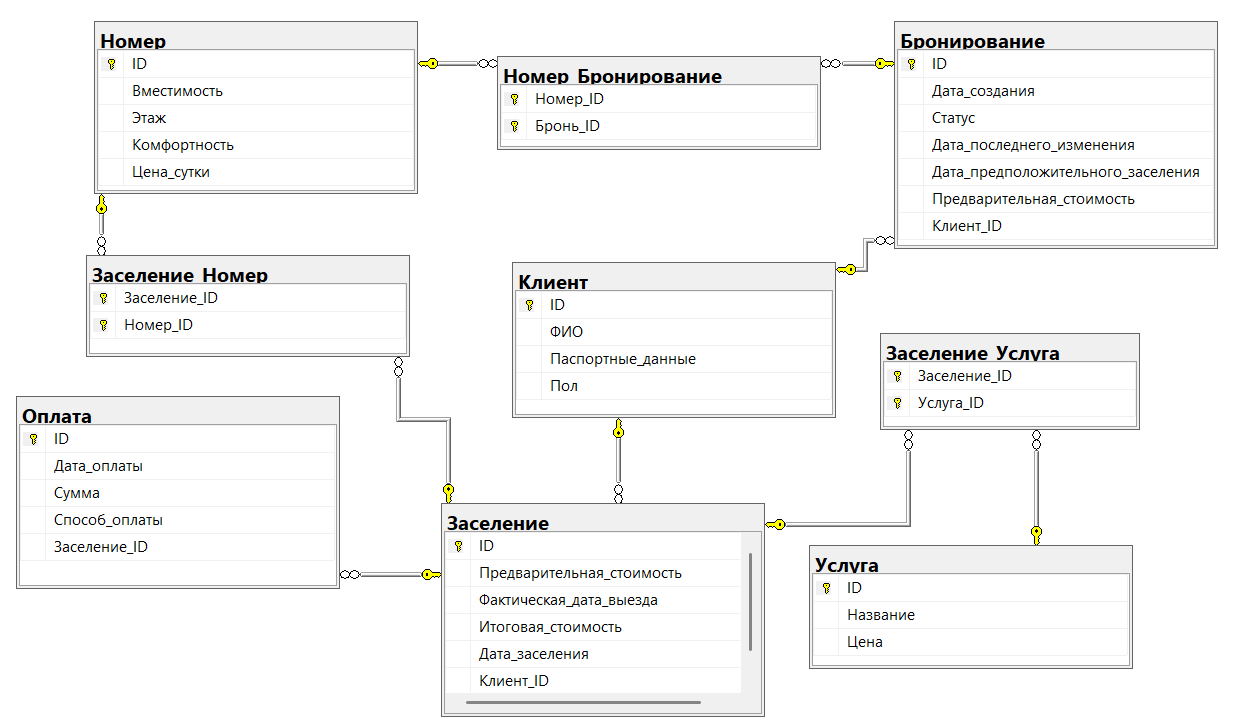 Номер
ID
Вместимость
Этаж
Комфортность
Цена_сутки
Номер_Бронирование
Номер_ID
Бронь_ID
Бронирование
ID
Дата_создания
Статус
Дата_последнего_изменения
Дата_предположительного_заселения
Предварительная_стоимость
Клиент_ID
Заселение_Номер
Заселение_ID
Номер_ID
Клиент
ID
ФИО
Паспортные_данные
Пол
Заселение_Услуга
Заселение_ID
Услуга_ID
Оплата
ID
Дата_оплаты
Сумма
Способ_оплаты
Заселение_ID
Заселение
ID
Предварительная_стоимость
Фактическая_дата_выезда
Итоговая_стоимость
Дата_заселения
Клиент_ID
Услуга
ID
Название
Цена